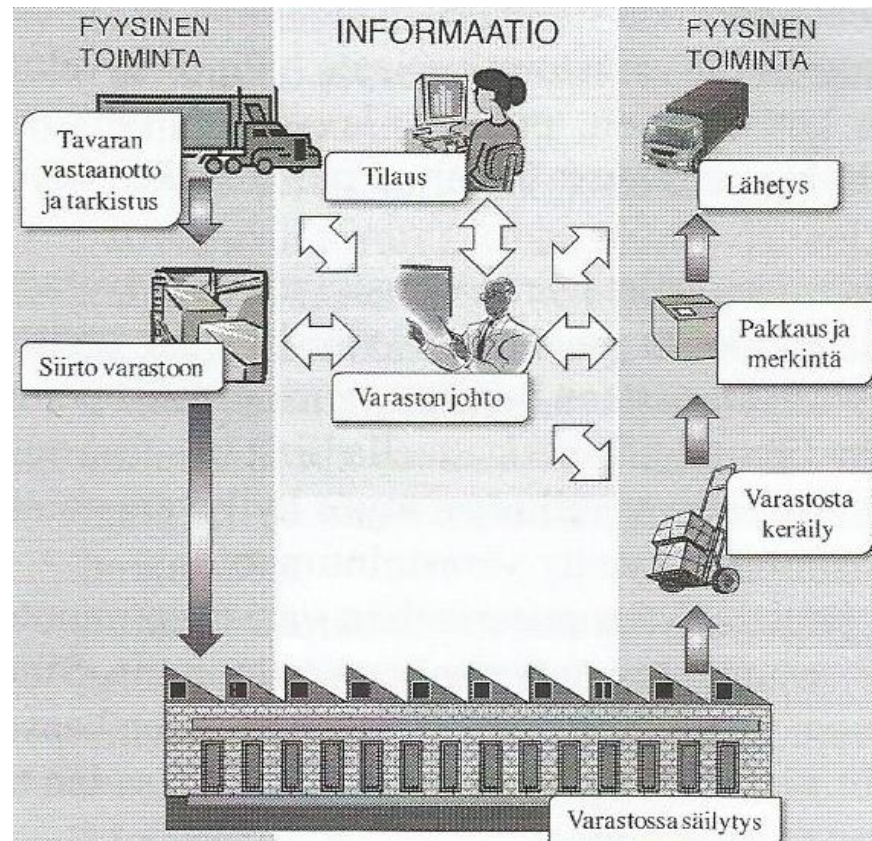 FYYSINEN
TOIMINTA
INFORMAATIO
FYYSINEN
TOIMINTA
Tavaran
vastaanotto
ja tarkistus
Tilaus
Lähetys
Siirto varastoon
Varaston johto
Pakkaus ja
merkintä
Varastosta
keräily
Varastossa säilytys